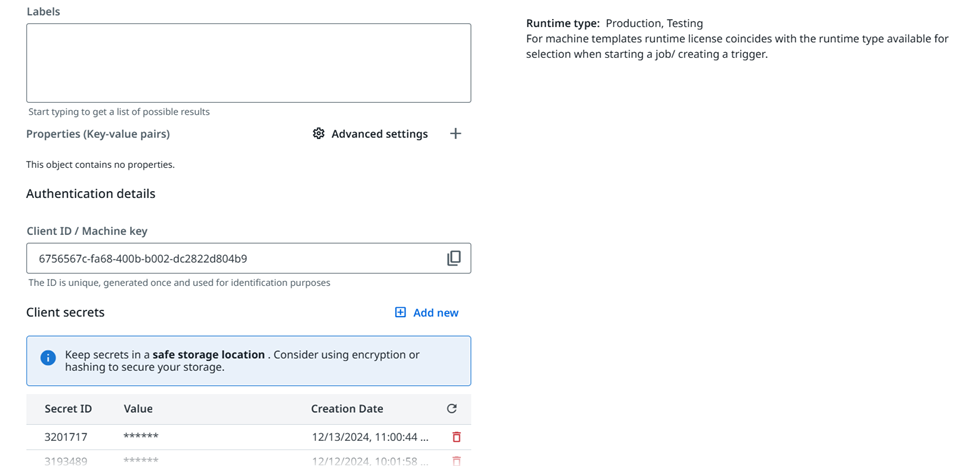 Labels
Start typing to get a list of possible results
Properties (Key-value pairs)
Advanced settings
This object contains no properties.
Authentication details
Client ID / Machine key
6756567c-fa68-400b-b002-dc2822d804b9
The ID is unique, generated once and used for identification purposes
Client secrets
Add new
Keep secrets in a safe storage location . Consider using encryption or
hashing to secure your storage.
Secret ID Value Creation Date
3201717 ****** 12/13/2024, 11:00:44 ...
3193489 ****** 12/12/2024, 10:01:58 ...
Runtime type: Production, Testing
For machine templates runtime license coincides with the runtime type available for
selection when starting a job/ creating a trigger.